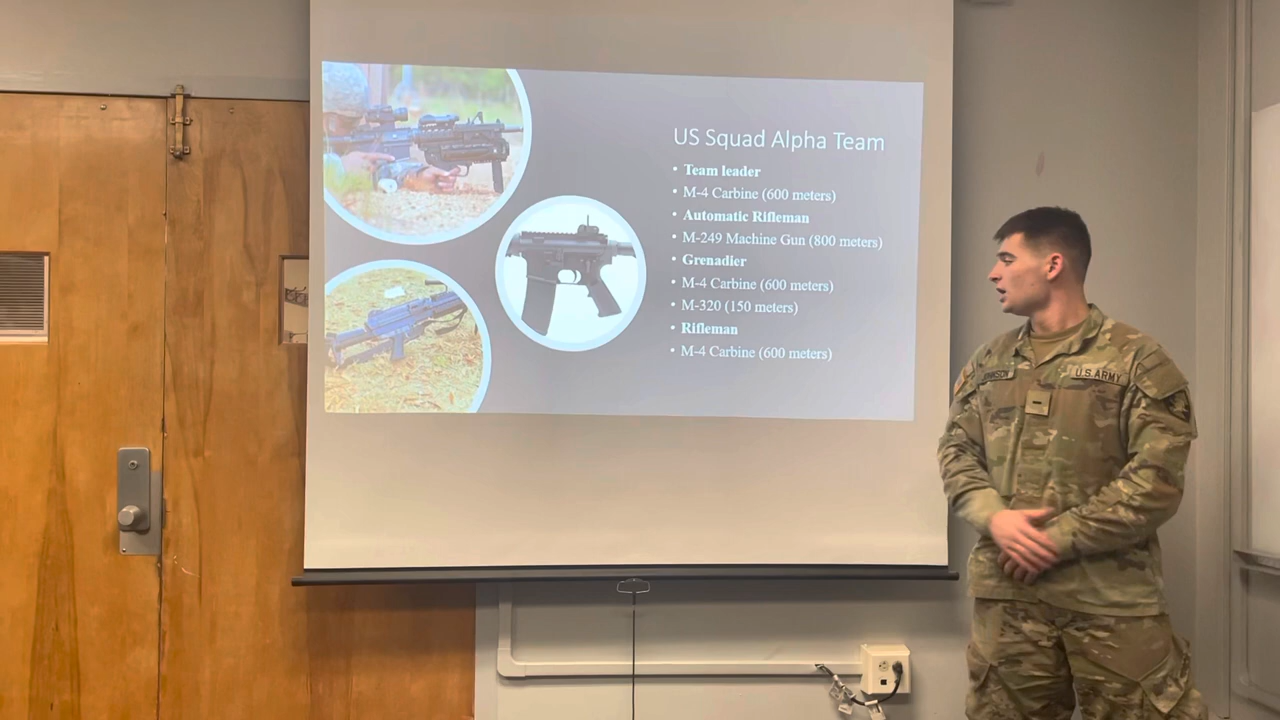 US Squad Alpha Team
• Team leader
• M-4 Carbine (600 meters)
• Automatic Rifleman
• M-249 Machine Gun (800 meters)
• Grenadier
• M-4 Carbine (600 meters)
• M-320 (150 meters)
• Rifleman
• M-4 Carbine (600 meters)
U.S. ARMY